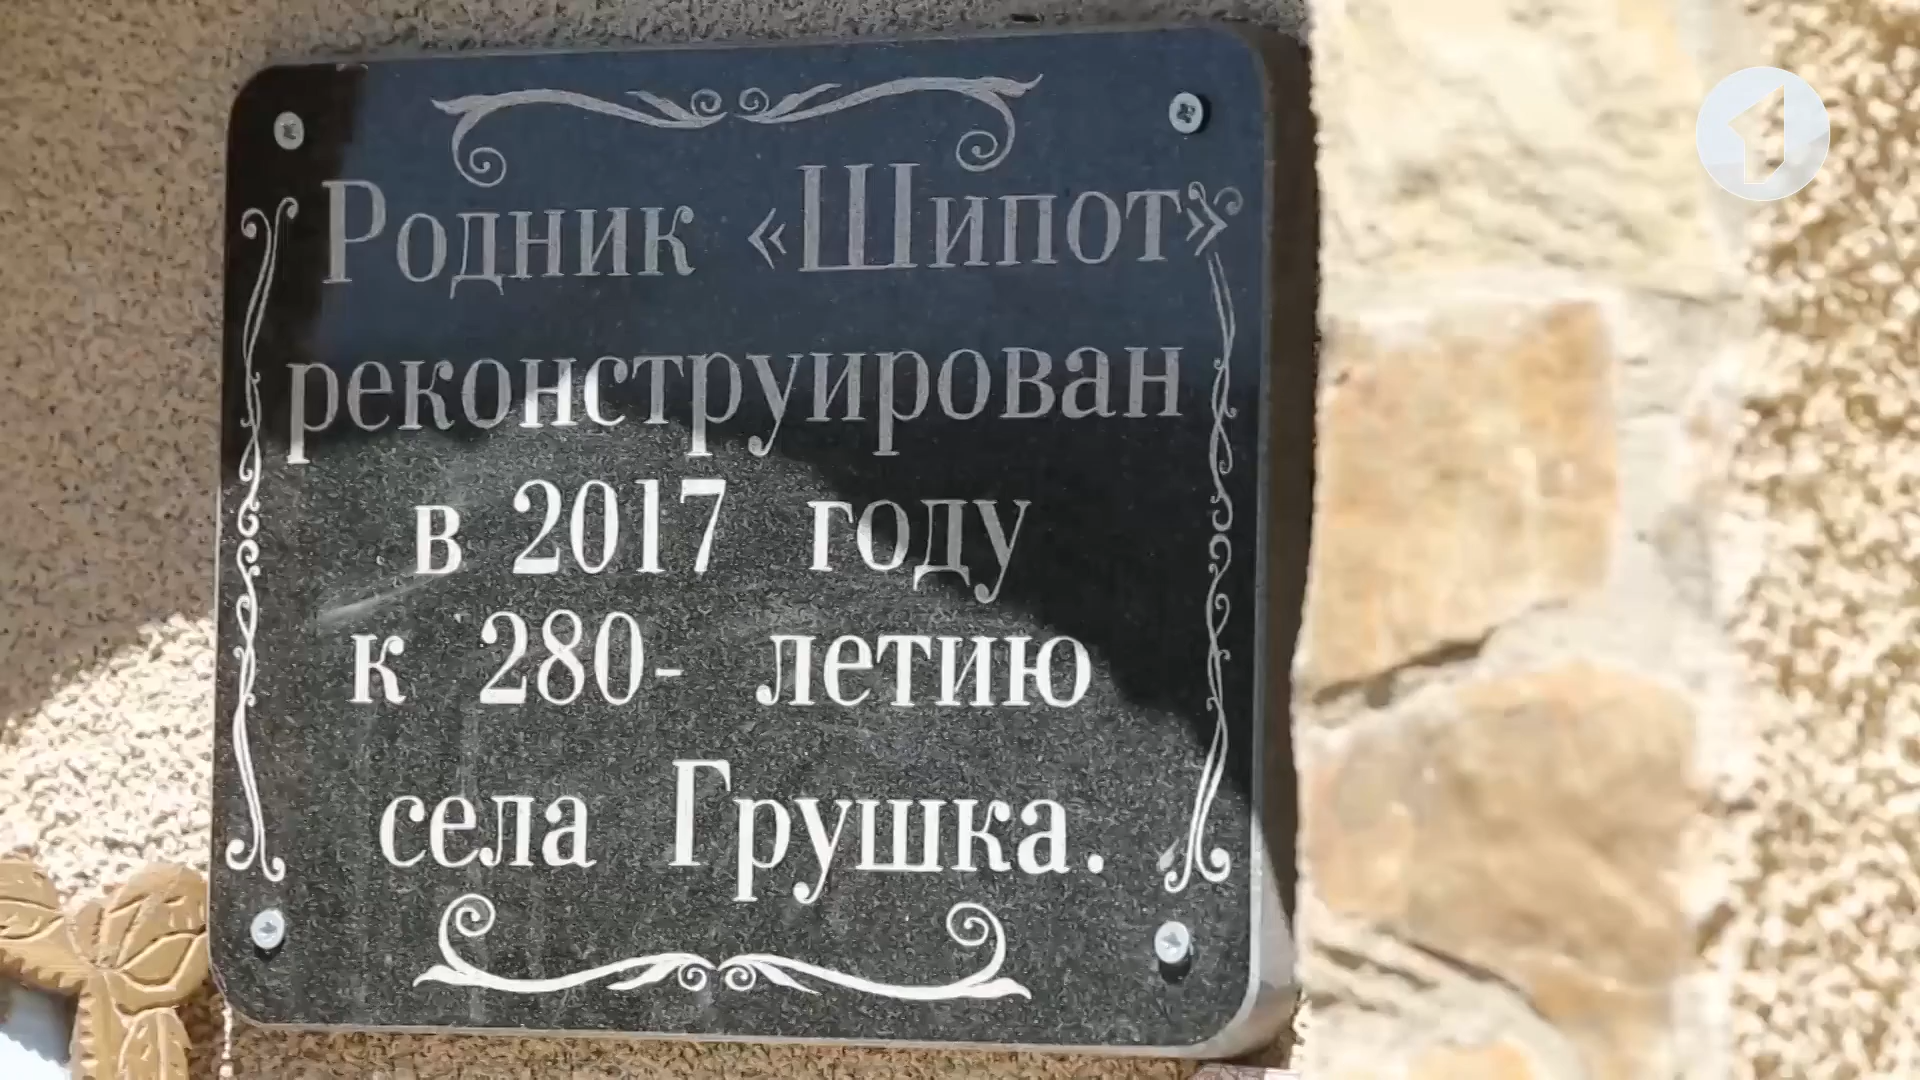 Родник «Шипот»
реконструирован
в 2017 году
к 280- летию
села Грушка.